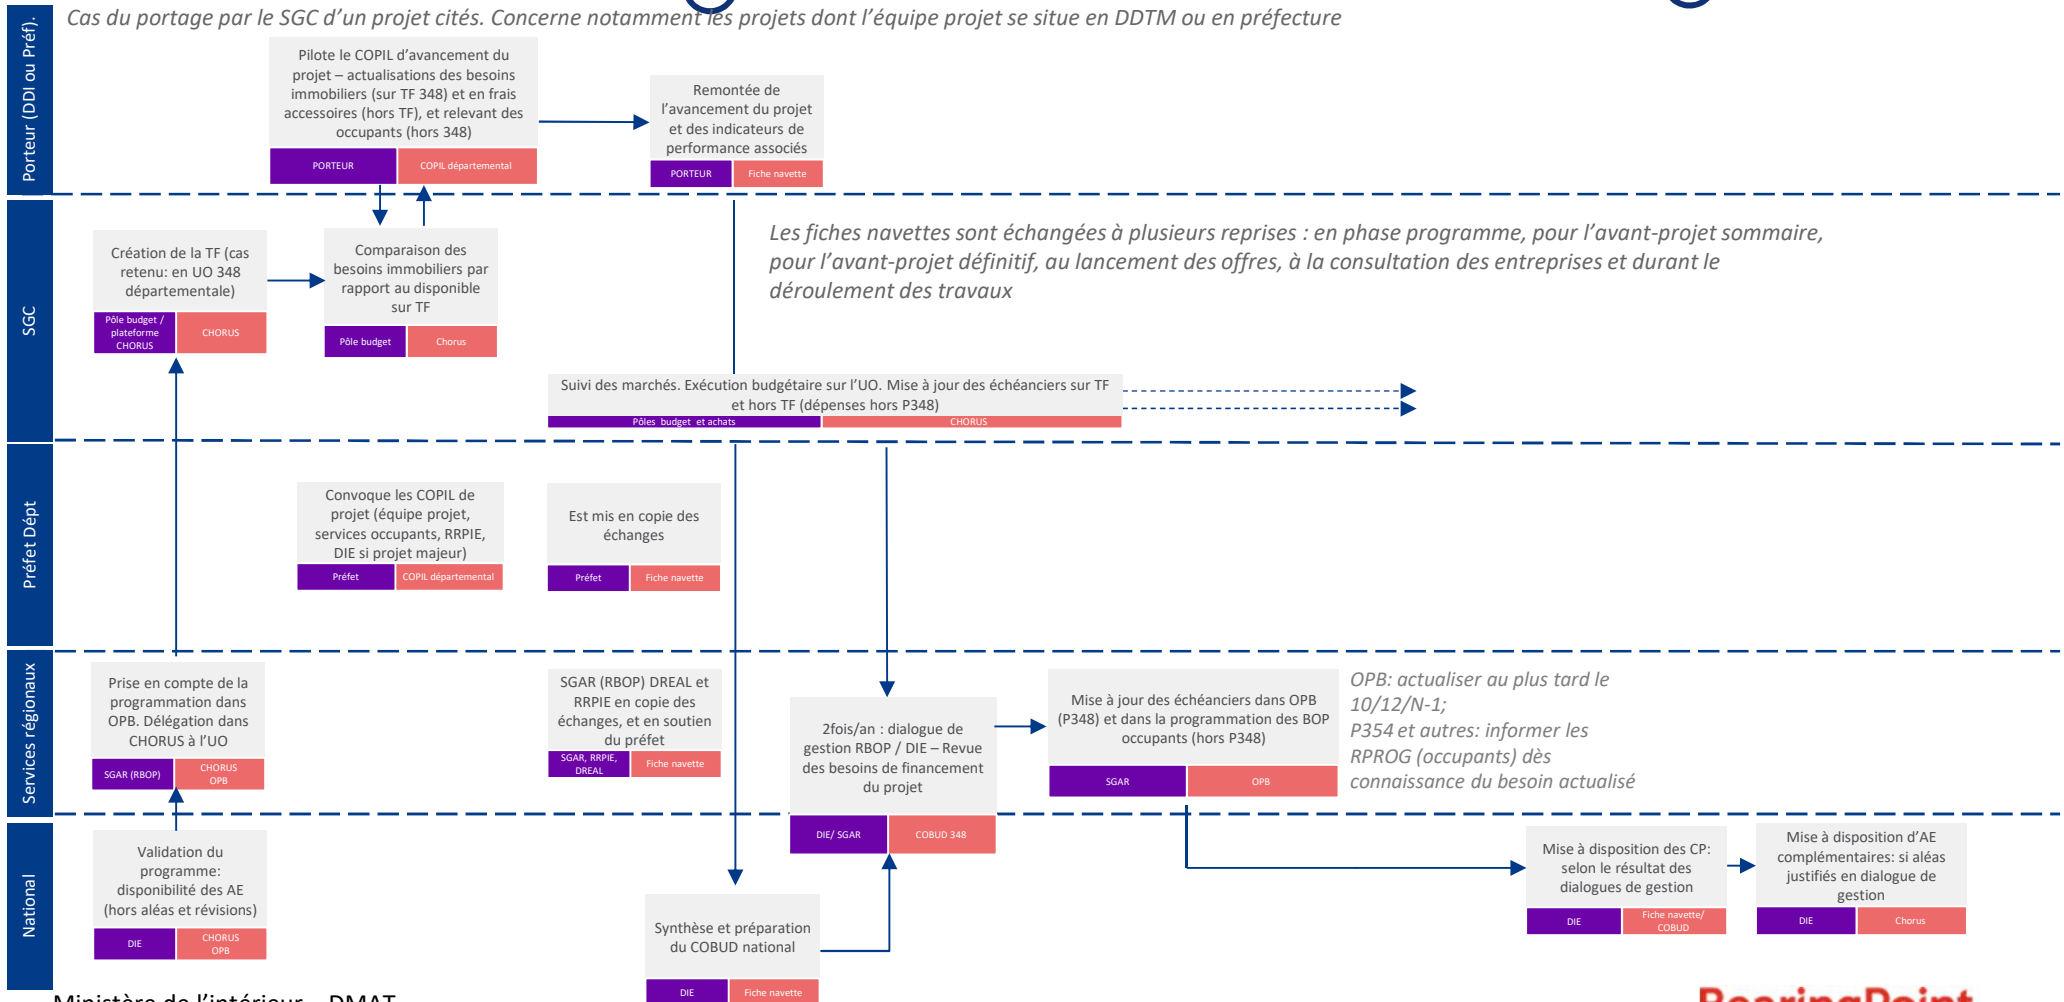 Cas du portage par le SGC d’un projet cités. Concerne notamment les projets dont l’équipe projet se situe en DDTM ou en préfecture
Porteur (DDI ou Préf).
Pilote le COPIL d’avancement du
projet – actualisations des besoins
immobiliers (sur TF 348) et en frais
accessoires (hors TF), et relevant des
occupants (hors 348)
PORTEUR
COPIL départemental
Remontée de
l’avancement du projet
et des indicateurs de
performance associés
PORTEUR
Fiche navette
SGC
Création de la TF (cas
retenu: en UO 348
départementale)
Pôle budget /
plateforme
CHORUS
CHORUS
Comparaison des
besoins immobiliers par
rapport au disponible
sur TF
Pôle budget
Chorus
Les fiches navettes sont échangées à plusieurs reprises : en phase programme, pour l’avant-projet sommaire,
pour l’avant-projet définitif, au lancement des offres, à la consultation des entreprises et durant le
déroulement des travaux
Suivi des marchés. Exécution budgétaire sur l’UO. Mise à jour des échéanciers sur TF
et hors TF (dépenses hors P348)
Pôles budget et achats
CHORUS
Préfet Dépt
Convoque les COPIL de
projet (équipe projet,
services occupants, RRPIE,
DIE si projet majeur)
Préfet
COPIL départemental
Est mis en copie des
échanges
Préfet
Fiche navette
Services régionaux
Prise en compte de la
programmation dans
OPB. Délégation dans
CHORUS à l’UO
SGAR (RBOP)
CHORUS
OPB
SGAR (RBOP) DREAL et
RRPIE en copie des
échanges, et en soutien
du préfet
SGAR, RRPIE,
DREAL
Fiche navette
2fois/an : dialogue de
gestion RBOP / DIE – Revue
des besoins de financement
du projet
DIE/ SGAR
COBUD 348
Mise à jour des échéanciers dans OPB
(P348) et dans la programmation des BOP
occupants (hors P348)
SGAR
OPB
OPB: actualiser au plus tard le
10/12/N-1;
P354 et autres: informer les
RPROG (occupants) dès
connaissance du besoin actualisé
National
Validation du
programme:
disponibilité des AE
(hors aléas et révisions)
DIE
CHORUS
OPB
Synthèse et préparation
du COBUD national
DIE
Fiche navette
Mise à disposition des CP:
selon le résultat des
dialogues de gestion
DIE
Fiche navette/
COBUD
Mise à disposition d’AE
complémentaires: si aléas
justifiés en dialogue de
gestion
DIE
Chorus
Ministère de l’intérieur – DMAT
BearingPoint